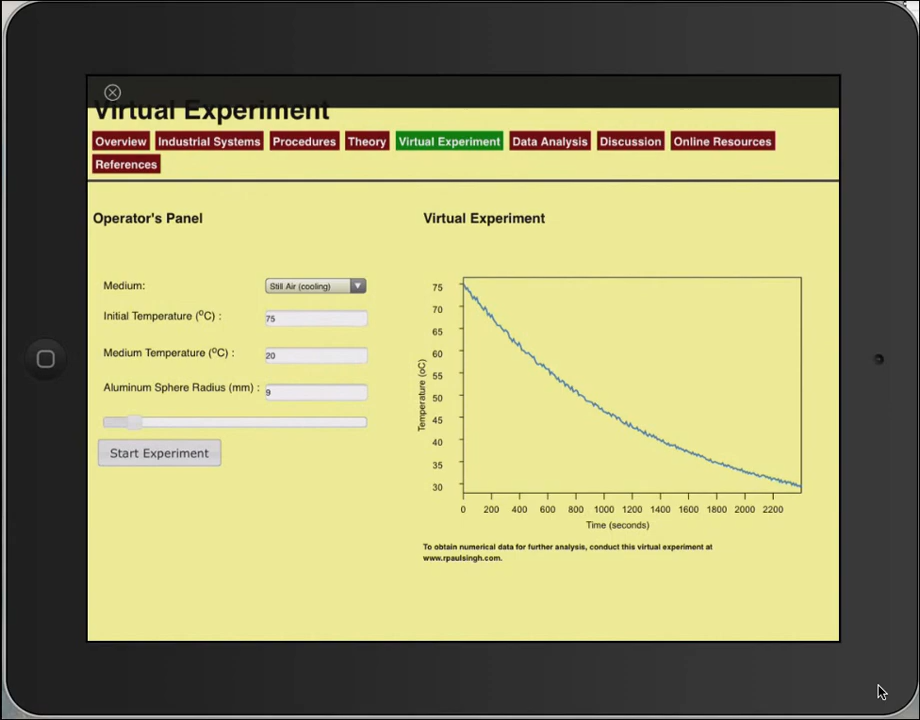 Virtual Experiment
Overview Industrial Systems Procedures Theory Virtual Experiment Data Analysis Discussion Online Resources
References
Operator's Panel
Virtual Experiment
Medium: Still Air (cooling)
Initial Temperature (ºC) : 75
Medium Temperature (ºC) : 20
Aluminum Sphere Radius (mm) : 9
Start Experiment
75
70
65
60
55
50
45
40
35
30
Temperature (oC)
0 200 400 600 800 1000 1200 1400 1600 1800 2000 2200
Time (seconds)
To obtain numerical data for further analysis, conduct this virtual experiment at
www.rpaulsingh.com.